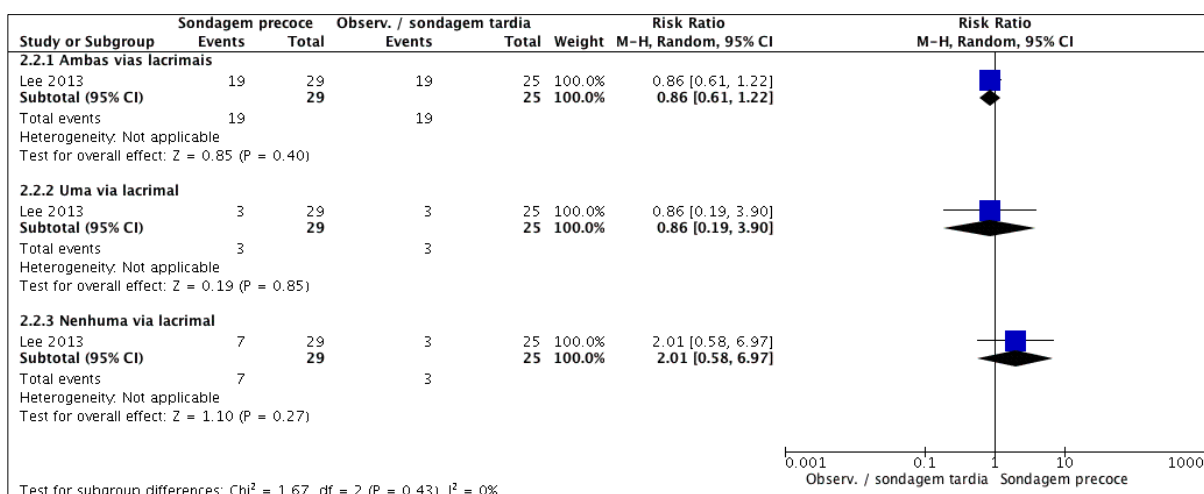 Sondagem precoce Observ. / sondagem tardia Risk Ratio Risk Ratio
Study or Subgroup Events Total Events Total Weight M-H, Random, 95% CI M-H, Random, 95% CI
2.2.1 Ambas vias lacrimais
Lee 2013 19 29 19 25 100.0% 0.86 [0.61, 1.22]
Subtotal (95% CI) 29 25 100.0% 0.86 [0.61, 1.22]
Total events 19 19
Heterogeneity: Not applicable
Test for overall effect: Z = 0.85 (P = 0.40)
2.2.2 Uma via lacrimal
Lee 2013 3 29 3 25 100.0% 0.86 [0.19, 3.90]
Subtotal (95% CI) 29 25 100.0% 0.86 [0.19, 3.90]
Total events 3 3
Heterogeneity: Not applicable
Test for overall effect: Z = 0.19 (P = 0.85)
2.2.3 Nenhuma via lacrimal
Lee 2013 7 29 3 25 100.0% 2.01 [0.58, 6.97]
Subtotal (95% CI) 29 25 100.0% 2.01 [0.58, 6.97]
Total events 7 3
Heterogeneity: Not applicable
Test for overall effect: Z = 1.10 (P = 0.27)
0.001 0.1 1 10 1000
Observ. / sondagem tardia Sondagem precoce
Test for subgroup differences: Chi² = 1.67, df = 2 (P = 0.43), I² = 0%